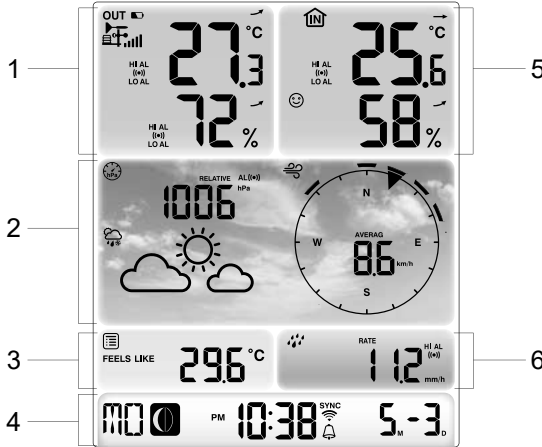 1
OUT
27.3 °C
HI AL
LO AL
72 %
HI AL
LO AL
5
IN
25.6 °C
HI AL
LO AL
58 %
2
hPa
RELATIVE AL
1006 hPa
N
W E
S
AVERAG
8.6 km/h
3
FEELS LIKE
29.6 °C
6
RATE
HI AL
11.2 mm/h
4
MO
PM 10:38
SYNC
5M-3D